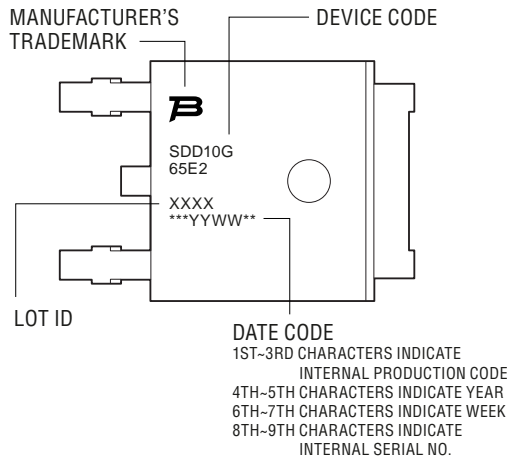 MANUFACTURER'S
TRADEMARK
DEVICE CODE
SDD10G
65E2
XXXX
***YYWW**
LOT ID
DATE CODE
1ST~3RD CHARACTERS INDICATE
INTERNAL PRODUCTION CODE
4TH~5TH CHARACTERS INDICATE YEAR
6TH~7TH CHARACTERS INDICATE WEEK
8TH~9TH CHARACTERS INDICATE
INTERNAL SERIAL NO.